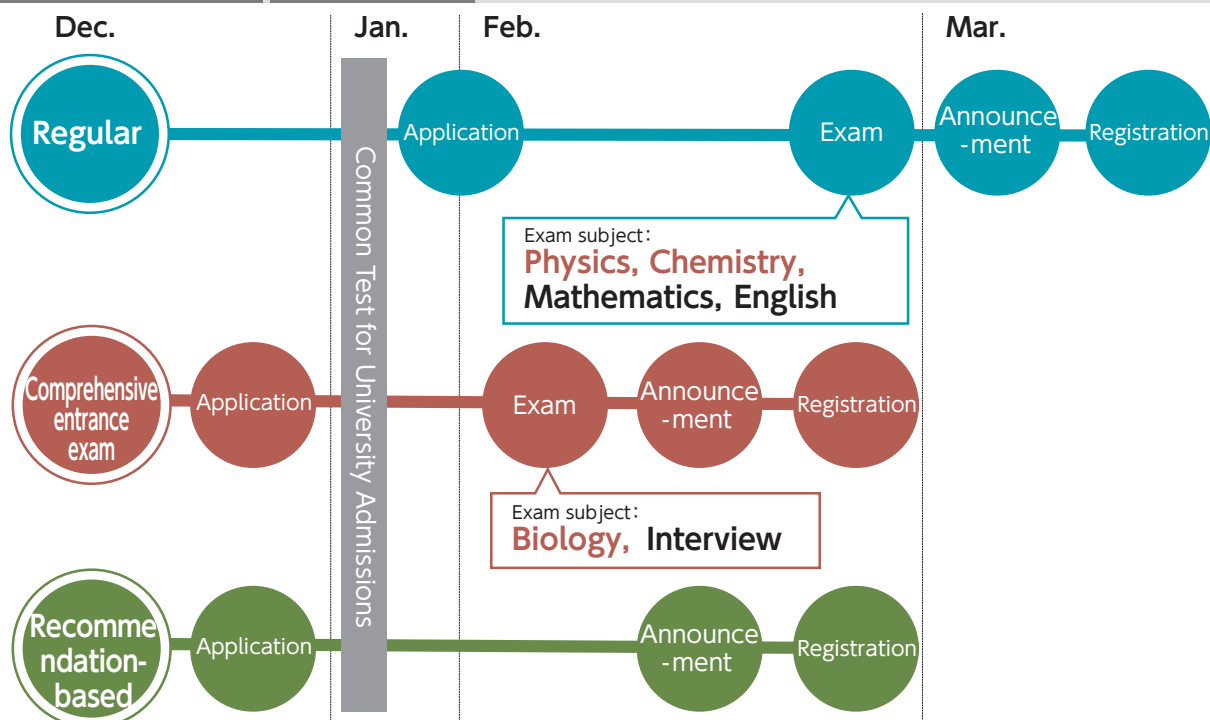 Dec.
Jan.
Feb.
Mar.
Common Test for University Admissions
Regular
Application
Exam
Announce
-ment
Registration
Exam subject:
Physics, Chemistry,
Mathematics, English
Comprehensive
entrance
exam
Application
Exam
Announce
-ment
Registration
Exam subject:
Biology, Interview
Recomme
ndation-
based
Application
Announce
-ment
Registration